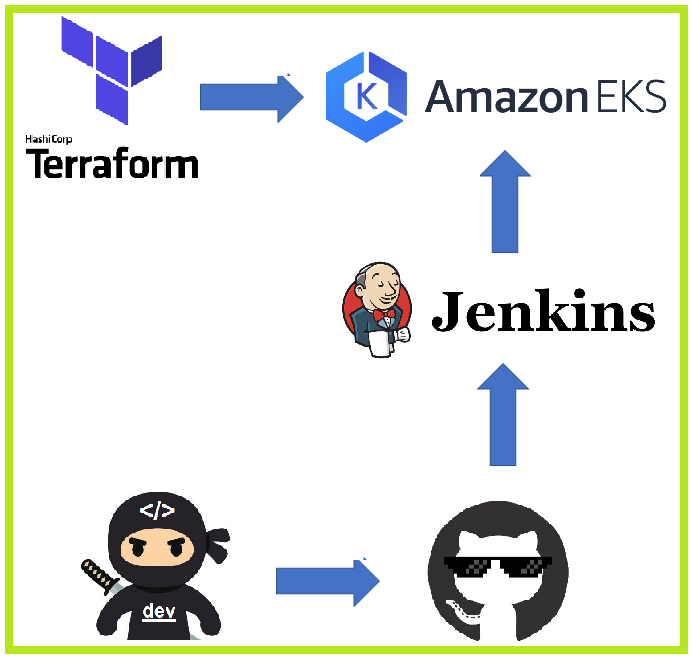 HashiCorp
Terraform
K
Amazon EKS
Jenkins
</>
dev